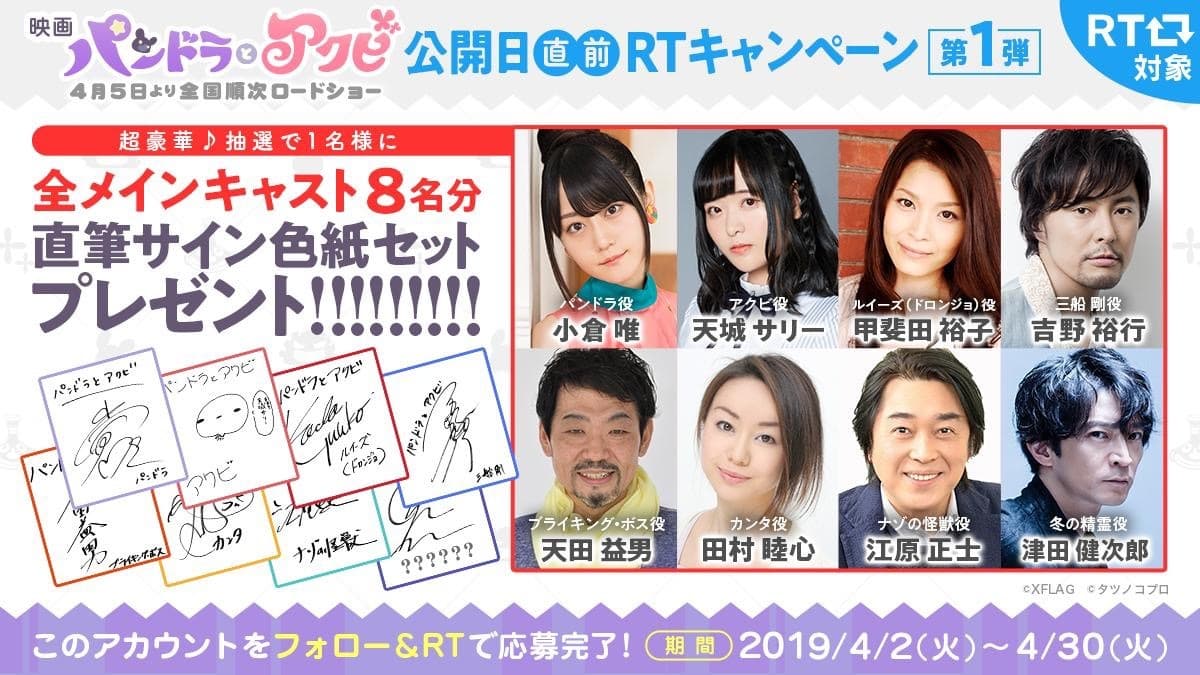 映画
パンドラとアクビ
4月5日より全国順次ロードショー
公開日直前RTキャンペーン 第1弾
RT
対象
超豪華♪抽選で1名様に
全メインキャスト8名分
直筆サイン色紙セット
プレゼント!!!!!!!!!
パンドラ役
小倉 唯
アクビ役
天城 サリー
ルイーズ(ドロンジョ)役
甲斐田 裕子
三船 剛役
吉野 裕行
ブライキング・ボス役
天田 益男
カンタ役
田村 睦心
ナゾの怪獣役
江原 正士
冬の精霊役
津田 健次郎
パンドラとアクビ
パンドラ
パンドラとアクビ
アクビ
パンドラとアクビ
ルイーズ
(ドロンジョ)
パンドラとアクビ
三船剛
パン
ブライキング・ボス
カンタ
ナゾの怪獣
??????
©XFLAG ©タツノコプロ
このアカウントをフォロー&RTで応募完了! 期間 2019/4/2(火)～4/30(火)